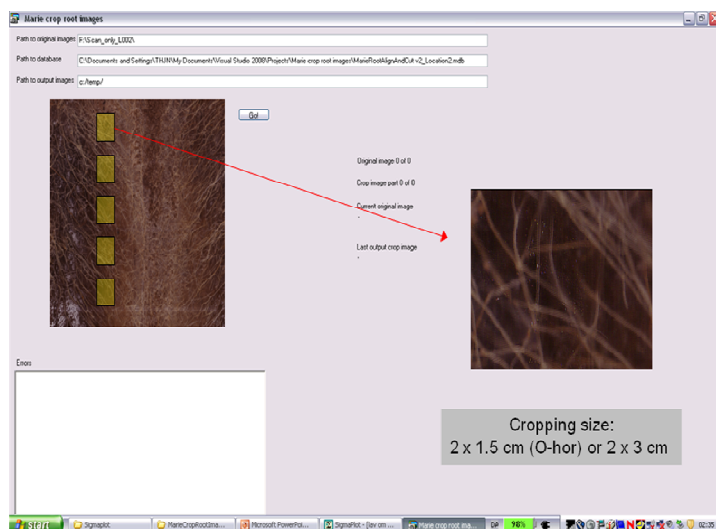 Marie crop root images
Path to original images F:\Scan_only_L002\
Path to database C:\Documents and Settings\THJN\My Documents\Visual Studio 2008\Projects\Marie crop root images\MarieRootAlignAndCut v2_Location2.mdb
Path to output images c:/temp/
Go!
Original image 0 of 0
Crop image part 0 of 0
Current original image
-
Last output crop image
-
Errors
Cropping size:
2 x 1.5 cm (O-hor) or 2 x 3 cm
start Sigmaplot MarieCropRootIma... Microsoft PowerPoi... SigmaPlot - [lav om ... Marie crop root ima... DA 98% 02:35